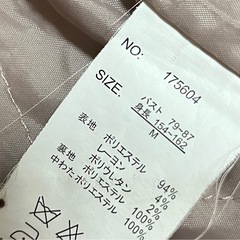 NO: 175604
SIZE:
バスト 79-87
身長 154-162
M
表地 ポリエステル 94%
レーヨン 4%
ポリウレタン 2%
裏地 ポリエステル 100%
中わた ポリエステル 100%